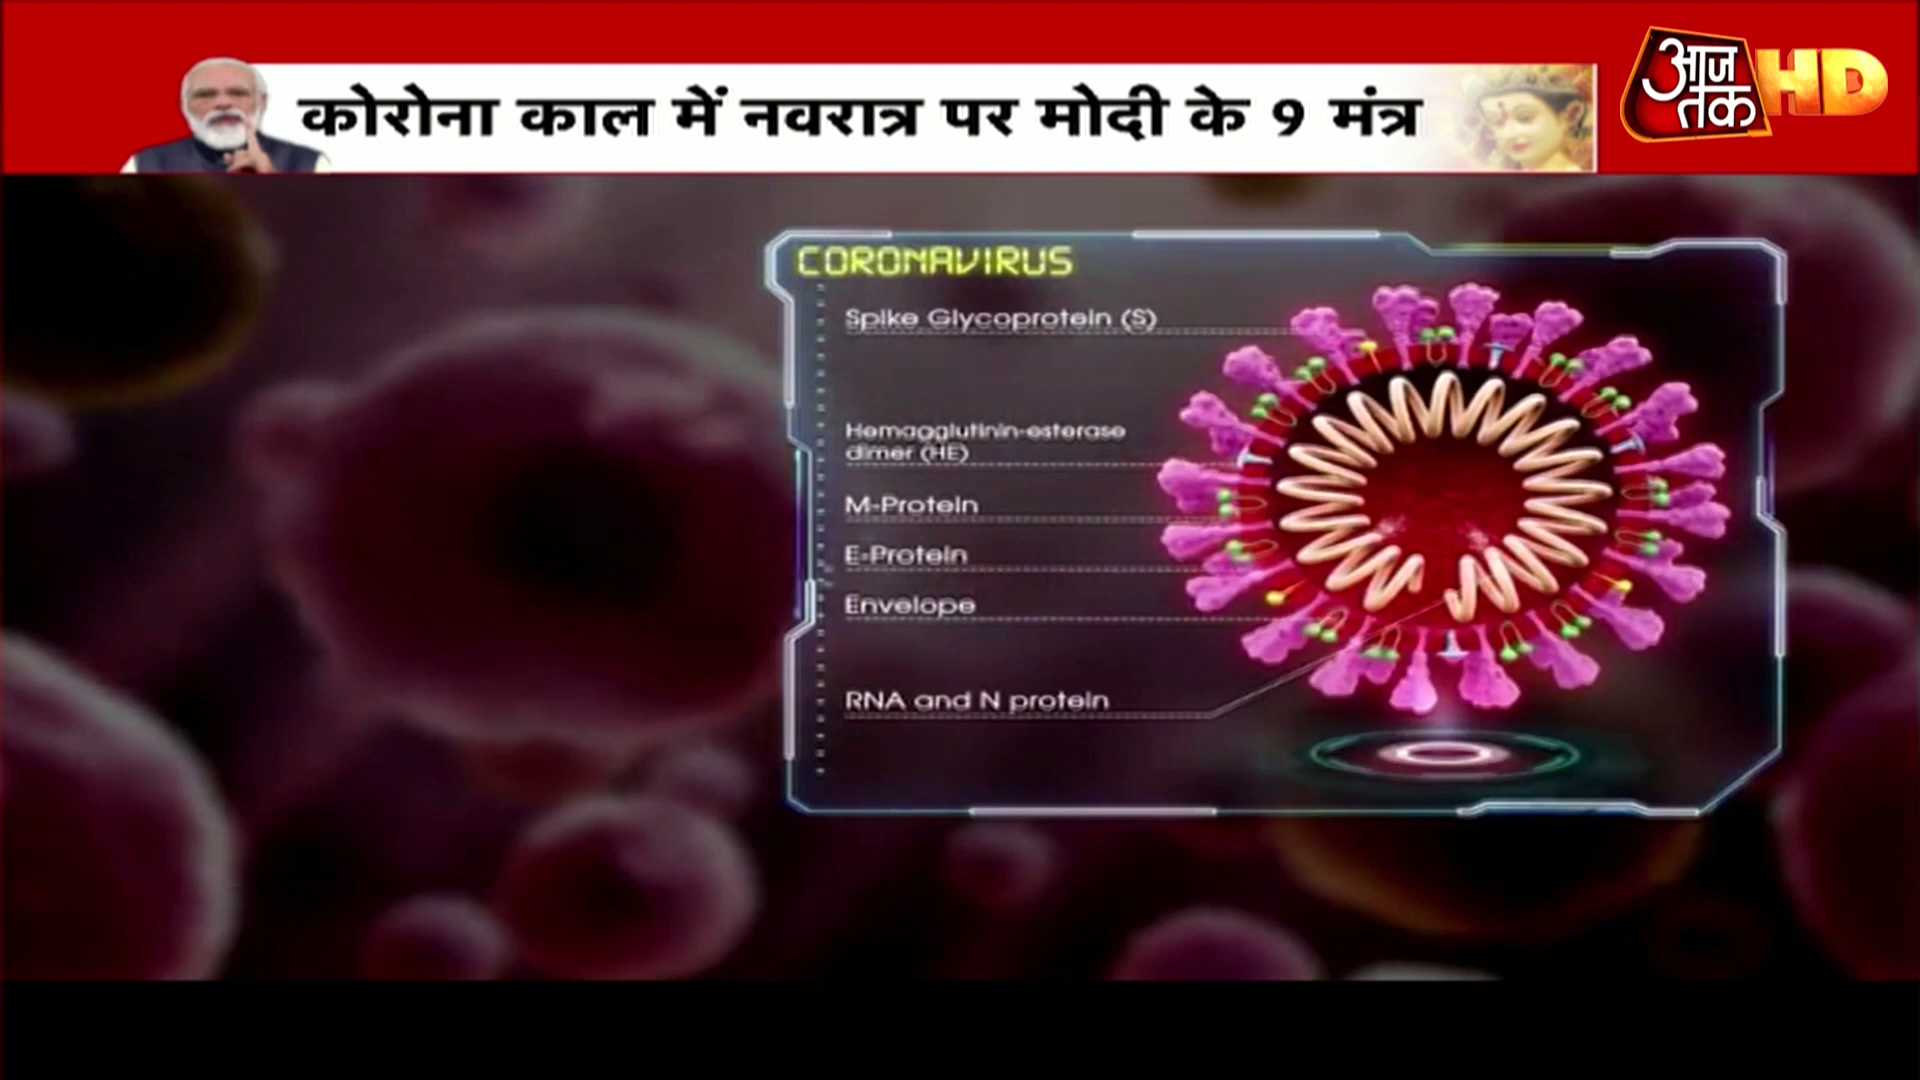 कोरोना काल में नवरात्र पर मोदी के 9 मंत्र
आज
तक
HD
CORONAVIRUS
Spike Glycoprotein (S)
Hemagglutinin-esterase
dimer (HE)
M-Protein
E-Protein
Envelope
RNA and N protein